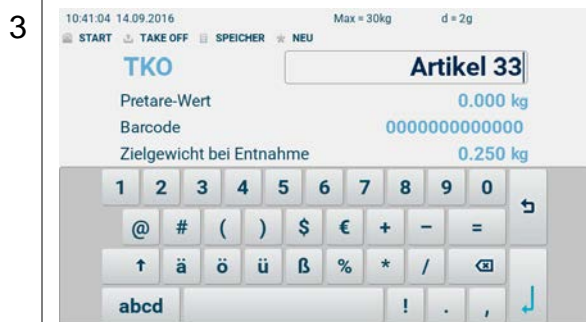 3
10:41:04 14.09.2016 Max = 30kg d = 2g
START TAKE OFF SPEICHER NEU
TKO Artikel 33
Pretare-Wert 0.000 kg
Barcode 0000000000000
Zielgewicht bei Entnahme 0.250 kg
1 2 3 4 5 6 7 8 9 0
@ # ( ) $ € + - =
ä ö ü ß % * /
abcd ! . ,